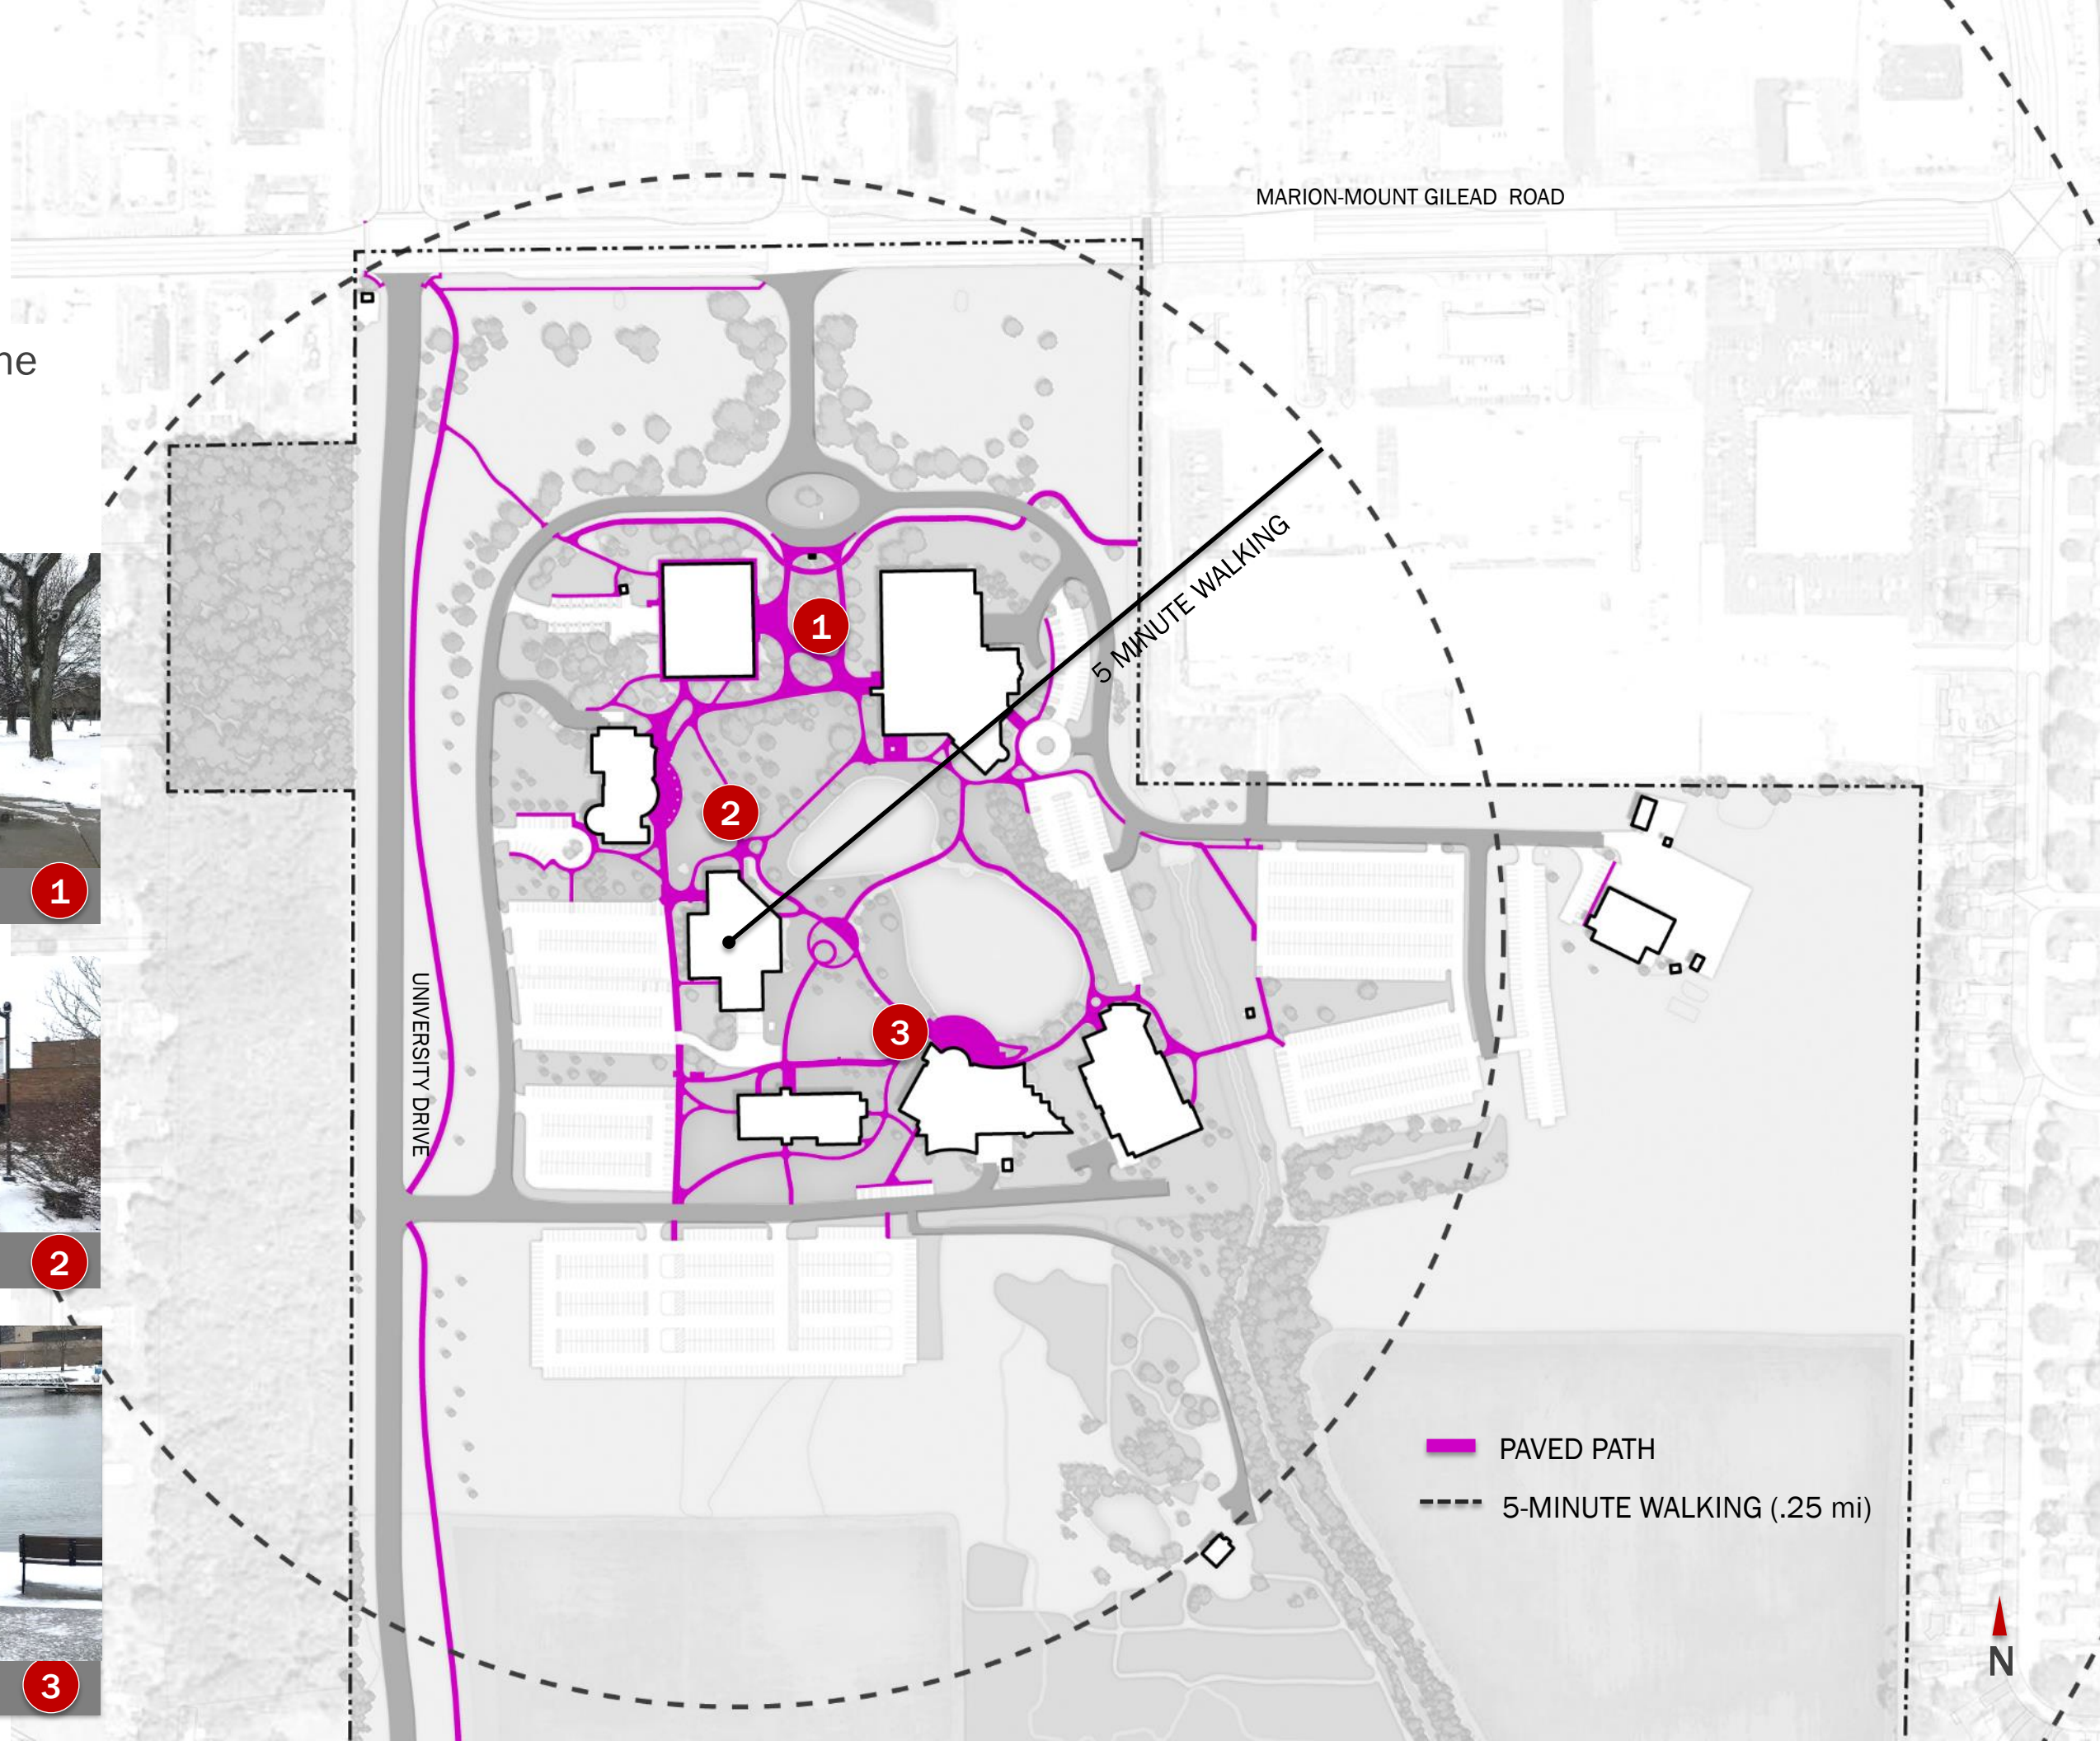 MARION-MOUNT GILEAD ROAD
ne
5 MINUTE WALKING
1
2
3
1
2
3
UNIVERSITY DRIVE
PAVED PATH
5-MINUTE WALKING (.25 mi)
N